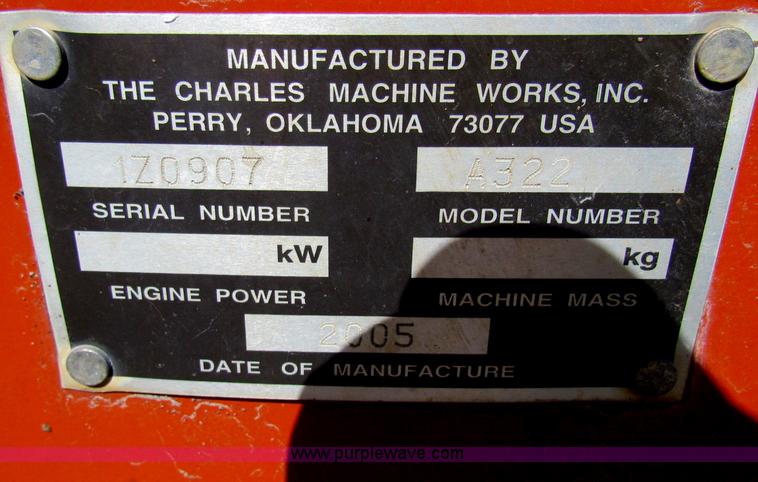 MANUFACTURED BY
THE CHARLES MACHINE WORKS, INC.
PERRY, OKLAHOMA 73077 USA
1Z0907 A322
SERIAL NUMBER MODEL NUMBER
kW kg
ENGINE POWER MACHINE MASS
2005
DATE OF MANUFACTURE
www.purplewave.com